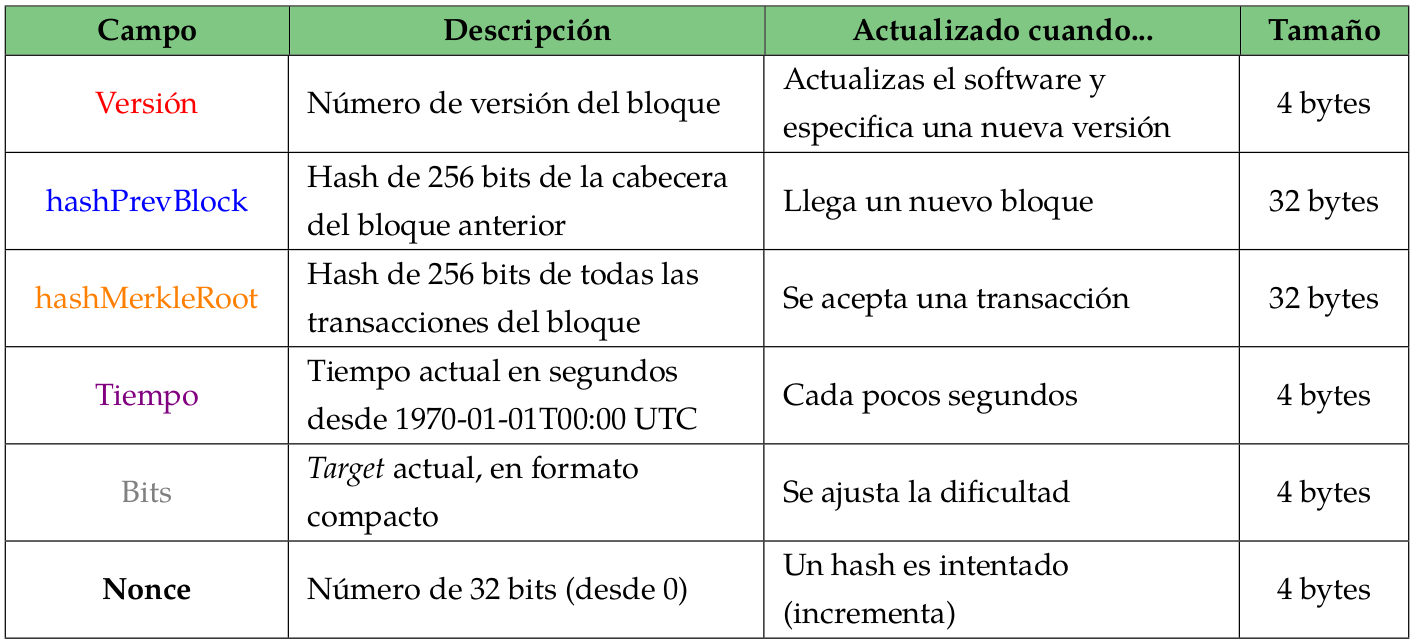 Campo Descripción Actualizado cuando... Tamaño
Versión Número de versión del bloque Actualizas el software y especifica una nueva versión 4 bytes
hashPrevBlock Hash de 256 bits de la cabecera del bloque anterior Llega un nuevo bloque 32 bytes
hashMerkleRoot Hash de 256 bits de todas las transacciones del bloque Se acepta una transacción 32 bytes
Tiempo Tiempo actual en segundos desde 1970-01-01T00:00 UTC Cada pocos segundos 4 bytes
Bits Target actual, en formato compacto Se ajusta la dificultad 4 bytes
Nonce Número de 32 bits (desde 0) Un hash es intentado (incrementa) 4 bytes